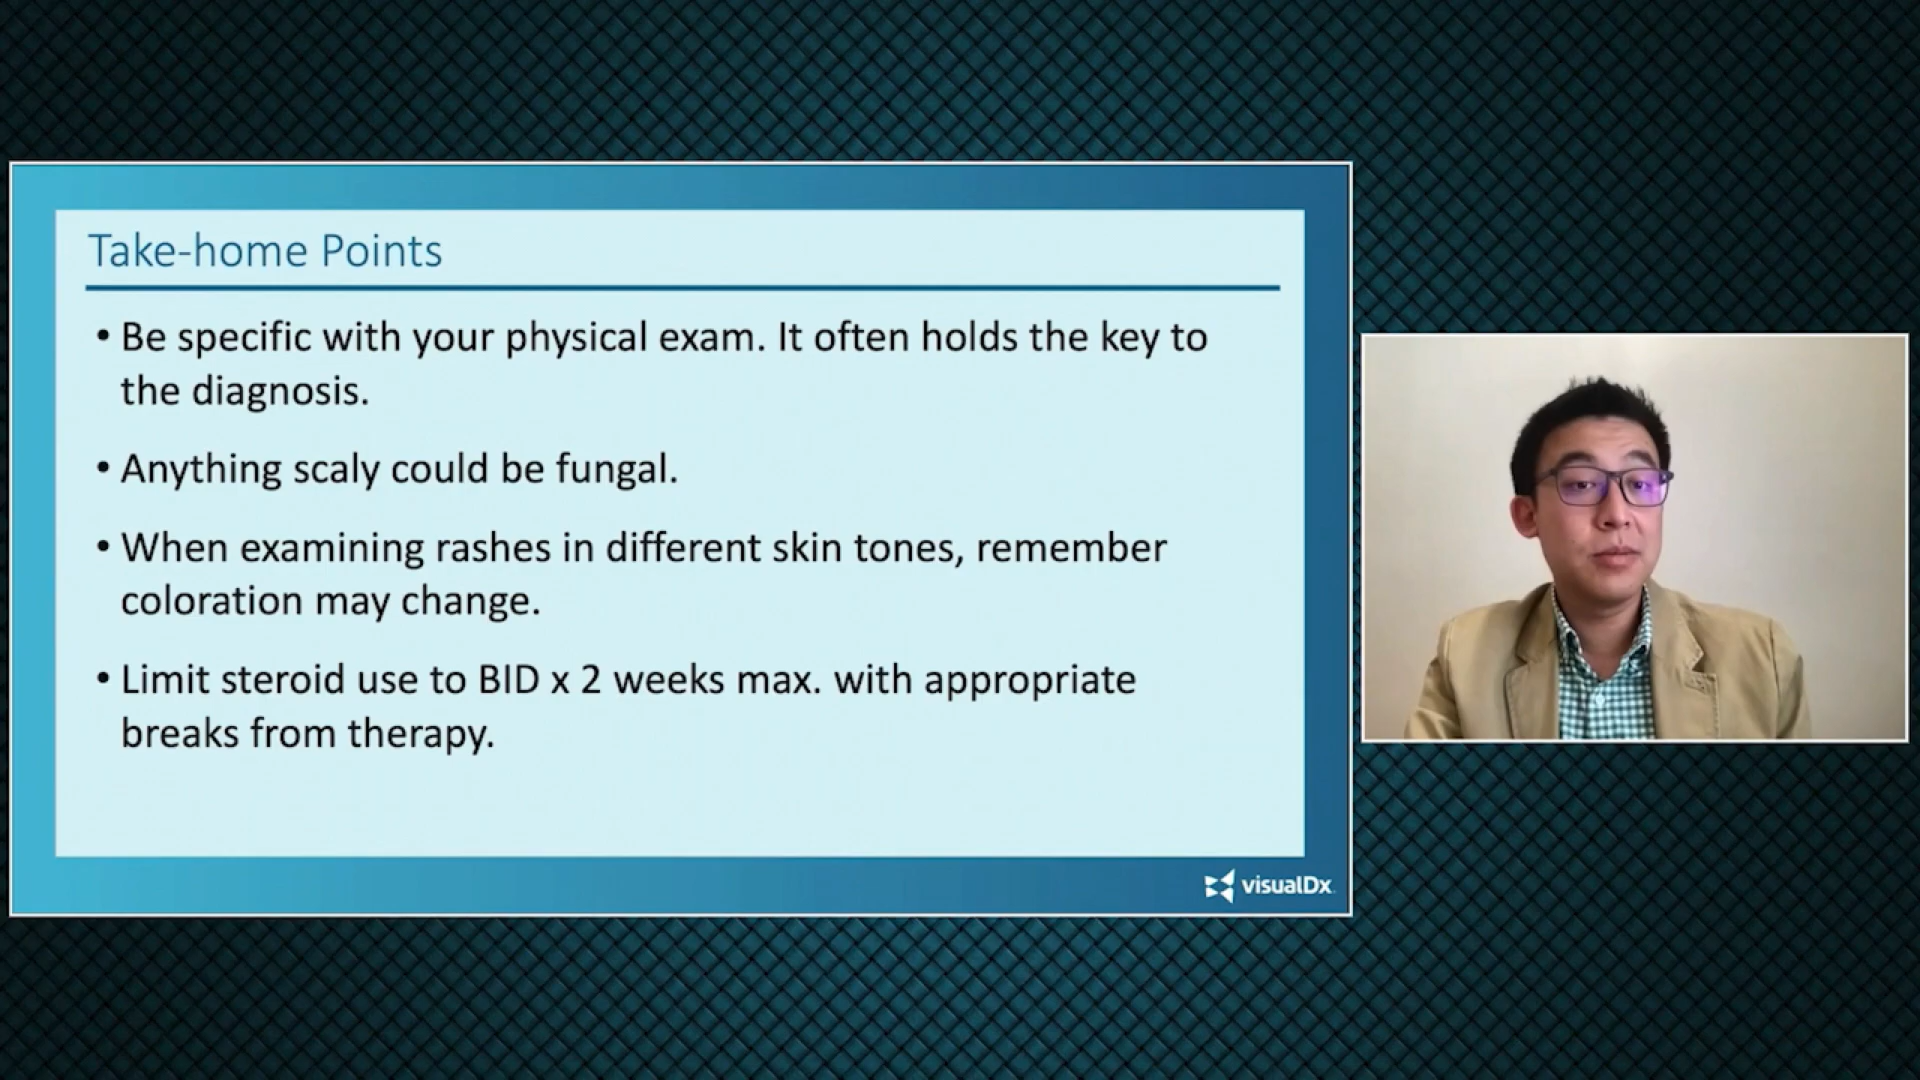 Take-home Points
• Be specific with your physical exam. It often holds the key to
the diagnosis.
• Anything scaly could be fungal.
• When examining rashes in different skin tones, remember
coloration may change.
• Limit steroid use to BID x 2 weeks max. with appropriate
breaks from therapy.
visualDx